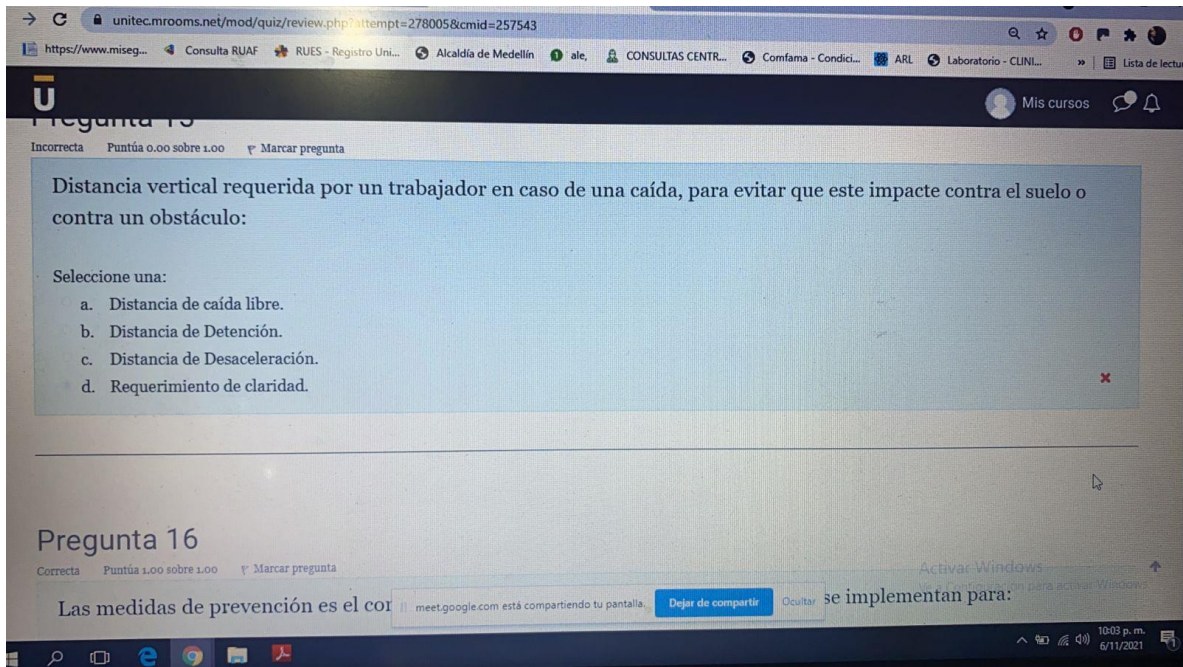 unitec.mrooms.net/mod/quiz/review.php?attempt=278005&cmid=257543
https://www.miseg... Consulta RUAF RUES - Registro Uni... Alcaldía de Medellín ale, CONSULTAS CENTR... Comfama - Condici... ARL Laboratorio - CLINI... » Lista de lectu
U Mis cursos
Pregunta 15
Incorrecta Puntúa 0.00 sobre 1.00 Marcar pregunta
Distancia vertical requerida por un trabajador en caso de una caída, para evitar que este impacte contra el suelo o
contra un obstáculo:
Seleccione una:
a. Distancia de caída libre.
b. Distancia de Detención.
c. Distancia de Desaceleración.
d. Requerimiento de claridad.
Pregunta 16
Correcta Puntúa 1.00 sobre 1.00 Marcar pregunta
Activar Windows
Las medidas de prevención es el con
meet.google.com está compartiendo tu pantalla. Dejar de compartir Ocultar
se implementan para:
10:03 p. m.
6/11/2021